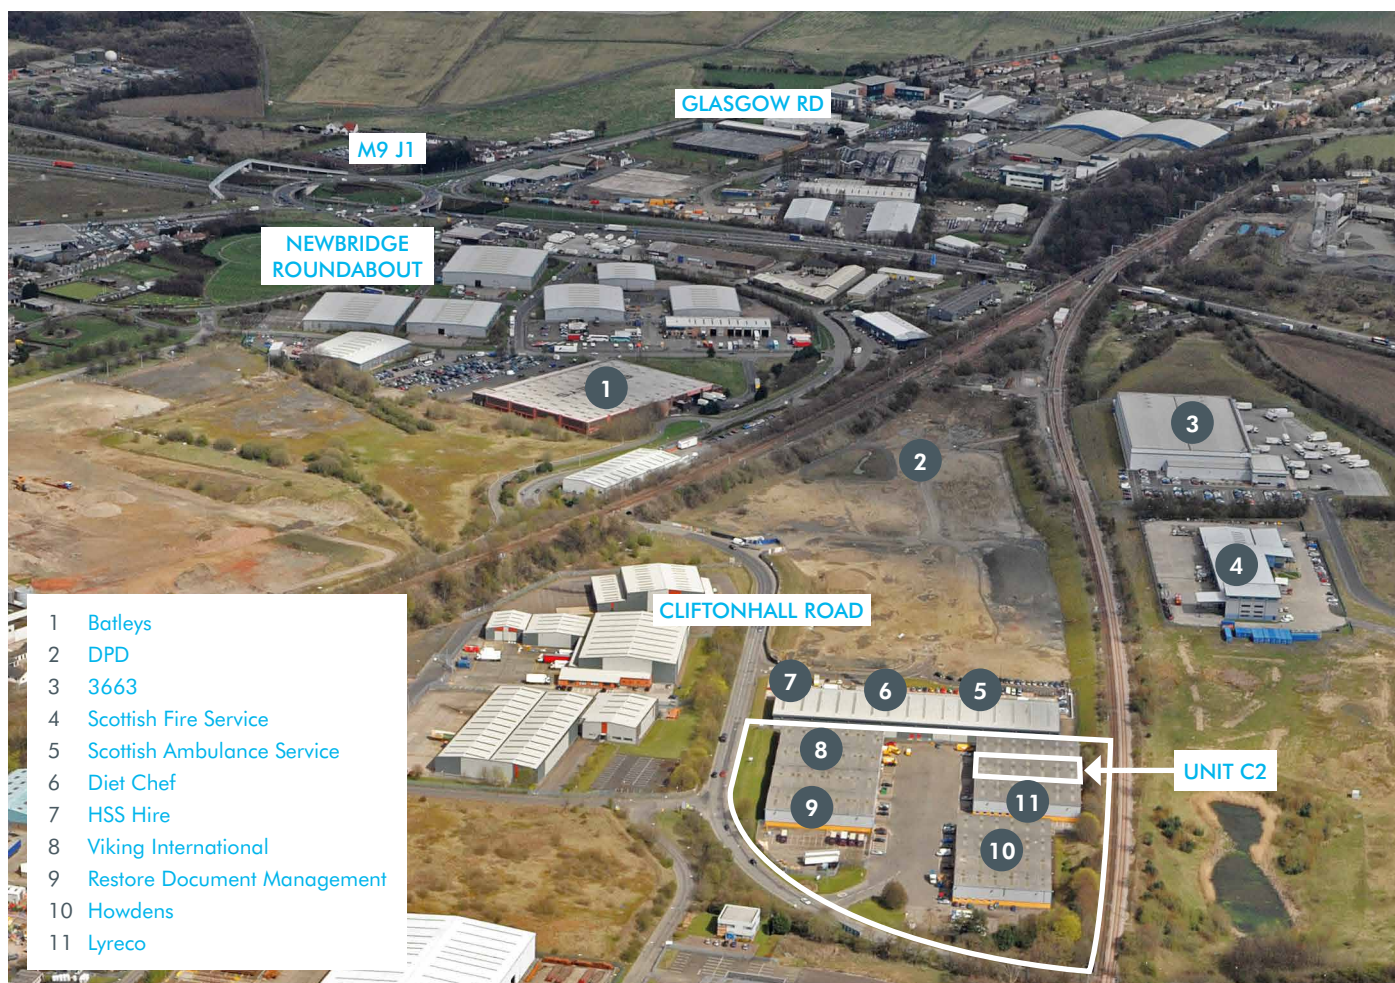 GLASGOW RD
M9 J1
NEWBRIDGE
ROUNDABOUT
1
2
3
4
CLIFTONHALL ROAD
7
6
5
8
9
11
10
UNIT C2
1 Batleys
2 DPD
3 3663
4 Scottish Fire Service
5 Scottish Ambulance Service
6 Diet Chef
7 HSS Hire
8 Viking International
9 Restore Document Management
10 Howdens
11 Lyreco